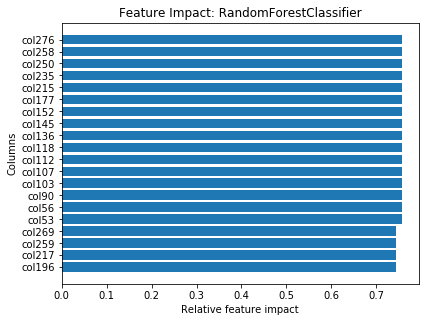 Feature Impact: RandomForestClassifier
Columns
col276
col258
col250
col235
col215
col177
col152
col145
col136
col118
col112
col107
col103
col90
col56
col53
col269
col259
col217
col196
0.0 0.1 0.2 0.3 0.4 0.5 0.6 0.7
Relative feature impact